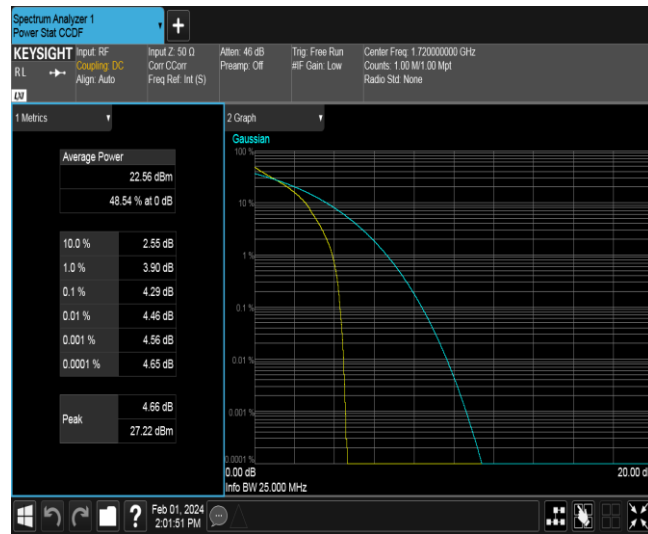 Spectrum Analyzer 1
Power Stat CCDF
+
KEYSIGHT
RL
LXI
Input: RF
Coupling: DC
Align: Auto
Input Z: 50 Ω
Corr CCorr
Freq Ref: Int (S)
Atten: 46 dB
Preamp: Off
Trig: Free Run
#IF Gain: Low
Center Freq: 1.720000000 GHz
Counts: 1.00 M/1.00 Mpt
Radio Std: None
1 Metrics
Average Power
22.56 dBm
48.54 % at 0 dB
10.0 % 2.55 dB
1.0 % 3.90 dB
0.1 % 4.29 dB
0.01 % 4.46 dB
0.001 % 4.56 dB
0.0001 % 4.65 dB
Peak
4.66 dB
27.22 dBm
2 Graph
Gaussian
100 %
10 %
1 %
0.1 %
0.01 %
0.001 %
0.0001 %
0.00 dB 20.00 d
Info BW 25.000 MHz
?
Feb 01, 2024
2:01:51 PM